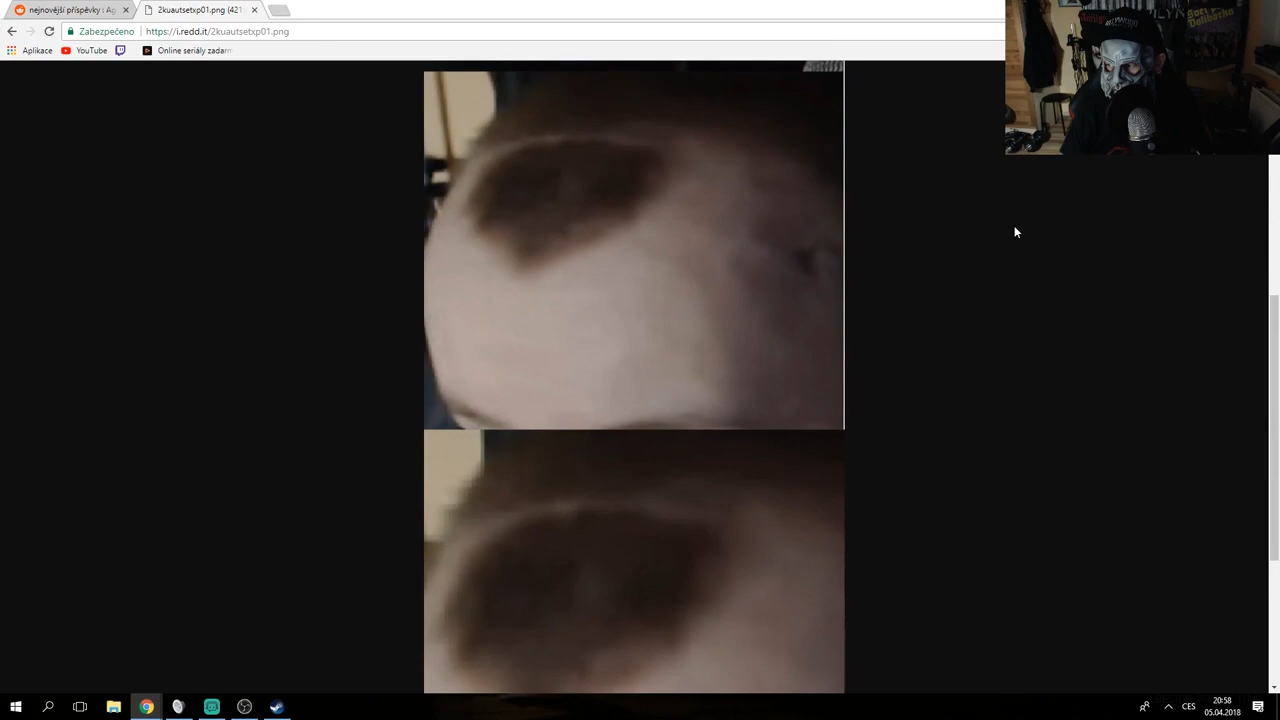 nejnovější příspěvky : Ag
2kuautsetxp01.png (421
Zabezpečeno
https://i.redd.it/2kuautsetxp01.png
Aplikace
YouTube
Online seriály zadarm
CES
20:58
05.04.2018